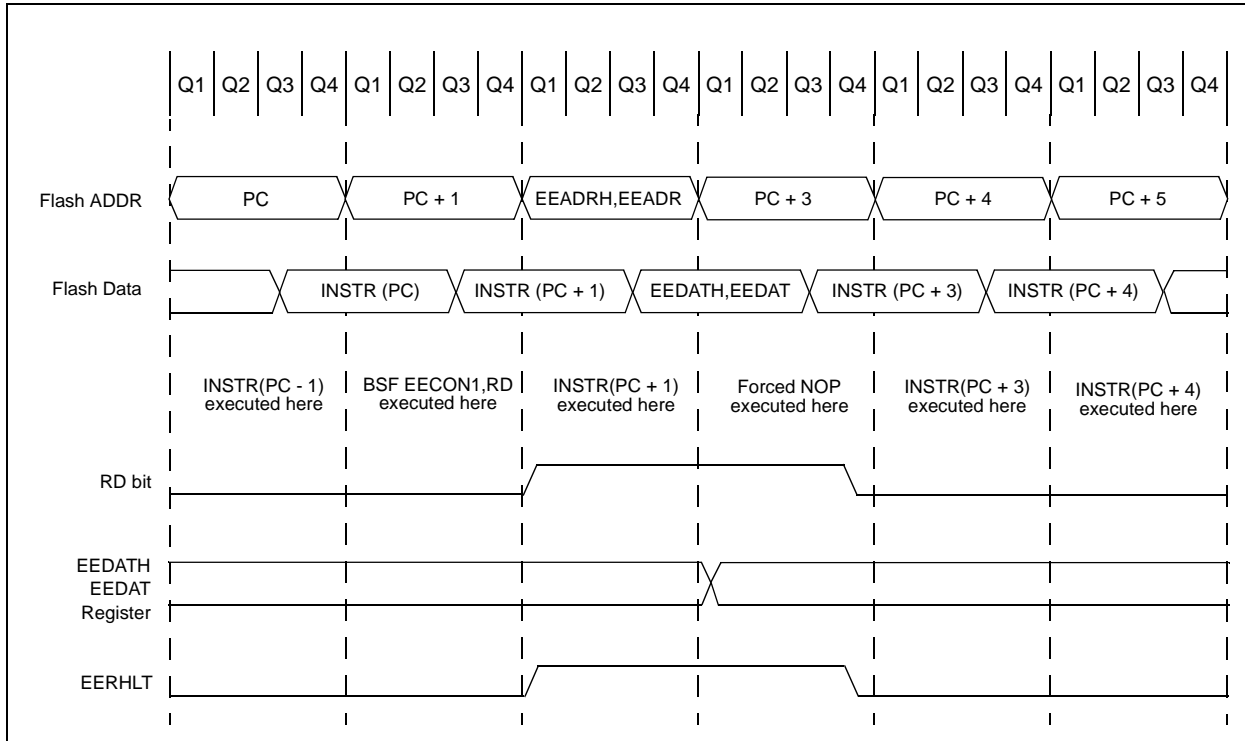 Q1 Q2 Q3 Q4 Q1 Q2 Q3 Q4 Q1 Q2 Q3 Q4 Q1 Q2 Q3 Q4 Q1 Q2 Q3 Q4 Q1 Q2 Q3 Q4
Flash ADDR PC PC + 1 EEADRH,EEADR PC + 3 PC + 4 PC + 5
Flash Data INSTR (PC) INSTR (PC + 1) EEDATH,EEDAT INSTR (PC + 3) INSTR (PC + 4)
INSTR(PC - 1) BSF EECON1,RD INSTR(PC + 1) Forced NOP INSTR(PC + 3) INSTR(PC + 4)
executed here executed here executed here executed here executed here executed here
RD bit
EEDATH
EEDAT
Register
EERHLT